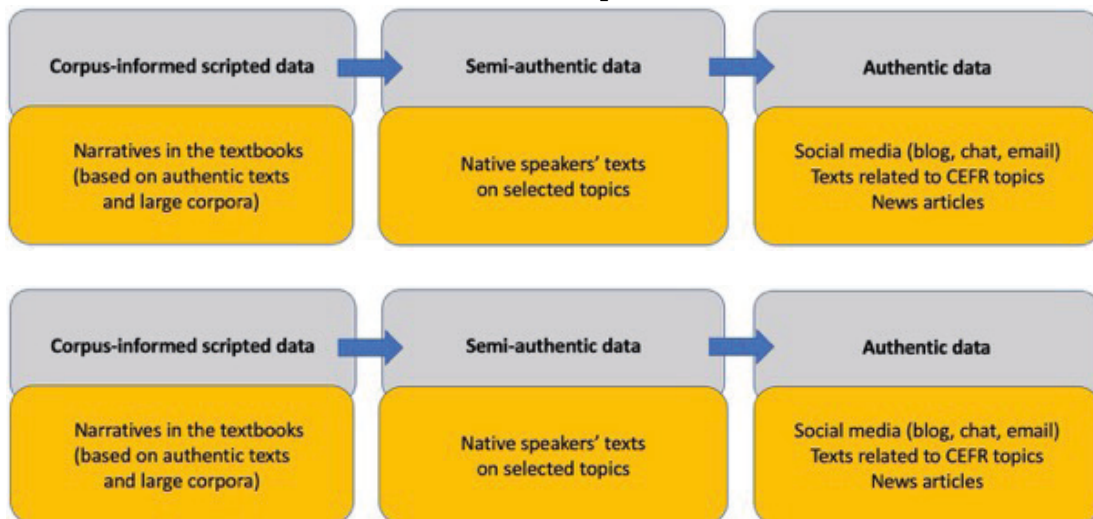 Corpus-informed scripted data
Semi-authentic data
Authentic data
Narratives in the textbooks
(based on authentic texts
and large corpora)
Native speakers' texts
on selected topics
Social media (blog, chat, email)
Texts related to CEFR topics
News articles
Corpus-informed scripted data
Semi-authentic data
Authentic data
Narratives in the textbooks
(based on authentic texts
and large corpora)
Native speakers' texts
on selected topics
Social media (blog, chat, email)
Texts related to CEFR topics
News articles